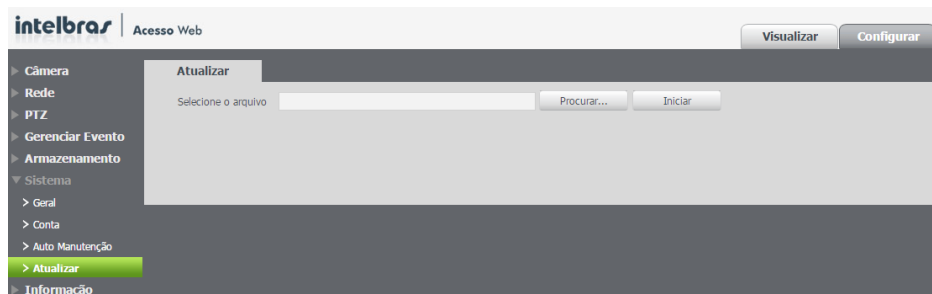 intelbras Acesso Web
Visualizar Configurar
Câmera
Rede
PTZ
Gerenciar Evento
Armazenamento
Sistema
> Geral
> Conta
> Auto Manutenção
> Atualizar
Informação
Atualizar
Selecione o arquivo Procurar... Iniciar